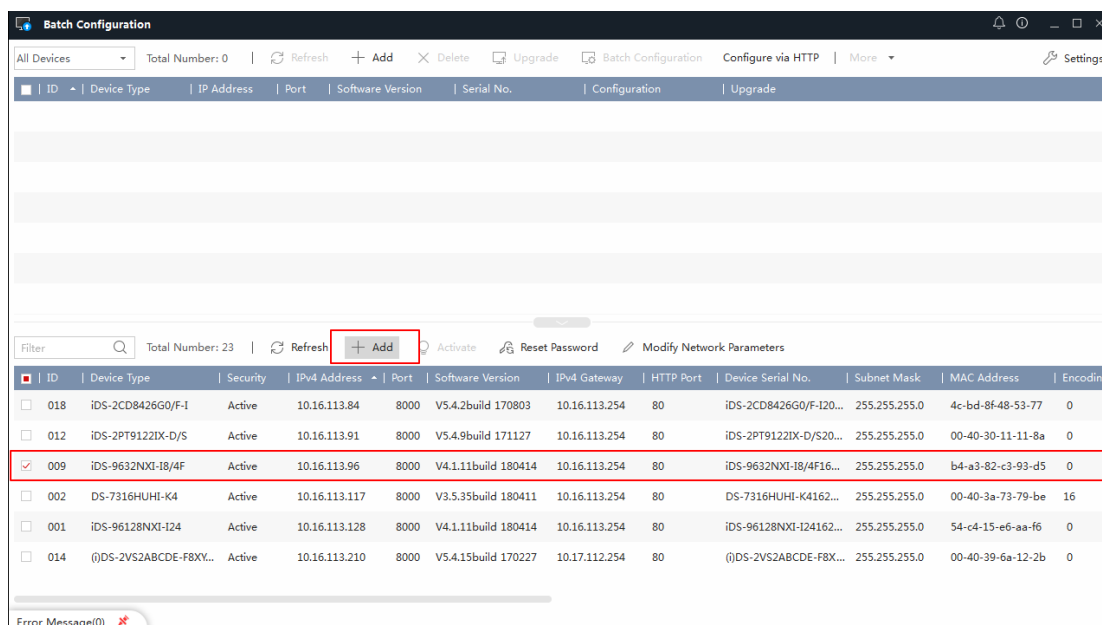 Batch Configuration
All Devices Total Number: 0 | Refresh + Add Delete Upgrade Batch Configuration Configure via HTTP | More Settings
| ID | Device Type | IP Address | Port | Software Version | Serial No. | Configuration | Upgrade
Filter Total Number: 23 | Refresh + Add Activate Reset Password Modify Network Parameters
| ID | Device Type | Security | IPv4 Address | Port | Software Version | IPv4 Gateway | HTTP Port | Device Serial No. | Subnet Mask | MAC Address | Encodin
018 iDS-2CD8426G0/F-I Active 10.16.113.84 8000 V5.4.2build 170803 10.16.113.254 80 iDS-2CD8426G0/F-I20... 255.255.255.0 4c-bd-8f-48-53-77 0
012 iDS-2PT9122IX-D/S Active 10.16.113.91 8000 V5.4.9build 171127 10.16.113.254 80 iDS-2PT9122IX-D/S20... 255.255.255.0 00-40-30-11-11-8a 0
009 iDS-9632NXI-I8/4F Active 10.16.113.96 8000 V4.1.11build 180414 10.16.113.254 80 iDS-9632NXI-I8/4F16... 255.255.255.0 b4-a3-82-c3-93-d5 0
002 DS-7316HUHI-K4 Active 10.16.113.117 8000 V3.5.35build 180411 10.16.113.254 80 DS-7316HUHI-K4162... 255.255.255.0 00-40-3a-73-79-be 16
001 iDS-96128NXI-I24 Active 10.16.113.128 8000 V4.1.11build 180414 10.16.113.254 80 iDS-96128NXI-I24162... 255.255.255.0 54-c4-15-e6-aa-f6 0
014 (i)DS-2VS2ABCDE-F8XY... Active 10.16.113.210 8000 V5.4.15build 170227 10.17.112.254 80 (i)DS-2VS2ABCDE-F8X... 255.255.255.0 00-40-39-6a-12-2b 0
Error Message(0)